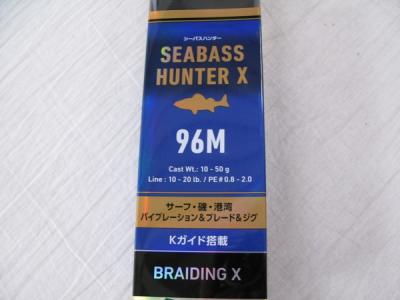 シーバスハンター
SEABASS
HUNTER X
96M
Cast Wt.: 10 - 50 g
Line : 10 - 20 lb. / PE # 0.8 - 2.0
サーフ・磯・港湾
バイブレーション&ブレード&ジグ
Kガイド搭載
BRAIDING X